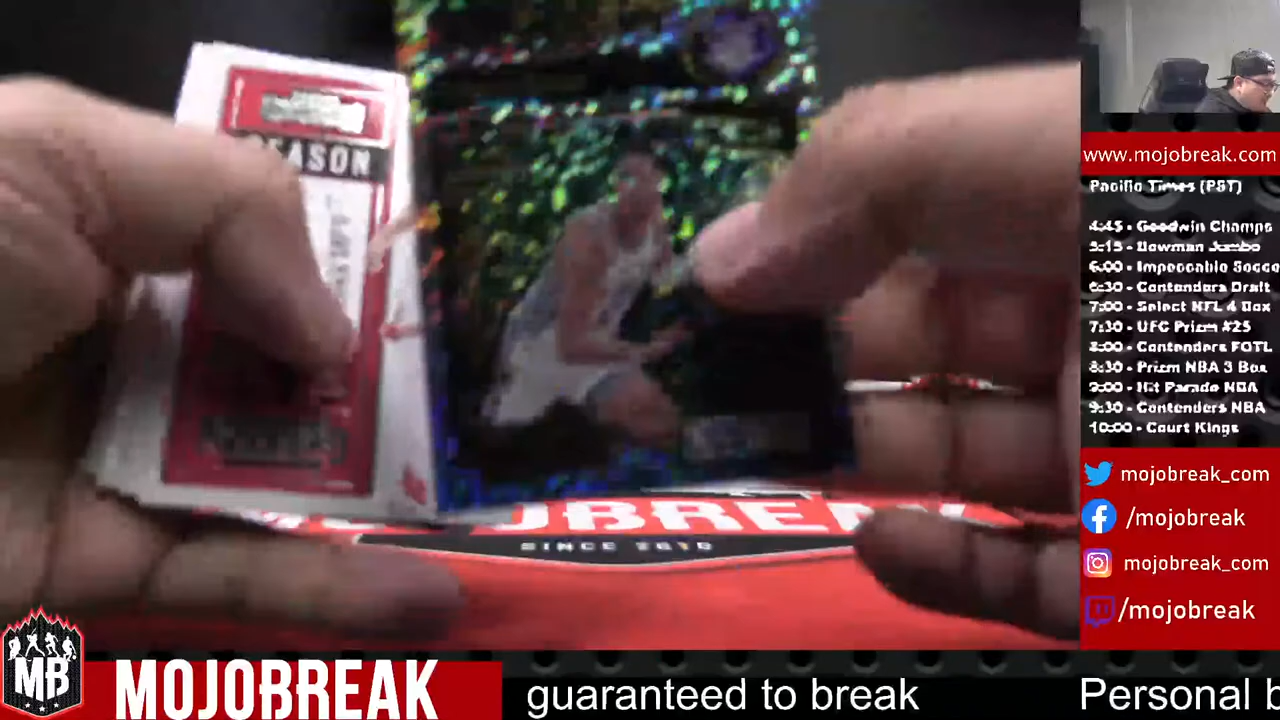 SEASON
MOJOBREAK
SINCE 2010
www.mojobreak.com
Pacific Times (PST)
4:45 - Goodwin Champs
5:15 - Bowman Jumbo
6:00 - Impeccable Socce
6:30 - Contenders Draft
7:00 - Select NFL 4 Box
7:30 - UFC Prizm #25
8:00 - Contenders FOTL
8:30 - Prizm NBA 3 Box
9:00 - Hit Parade NBA
9:30 - Contenders NBA
10:00 - Court Kings
mojobreak_com
/mojobreak
mojobreak_com
/mojobreak
MB
MOJOBREAK
guaranteed to break
Personal b